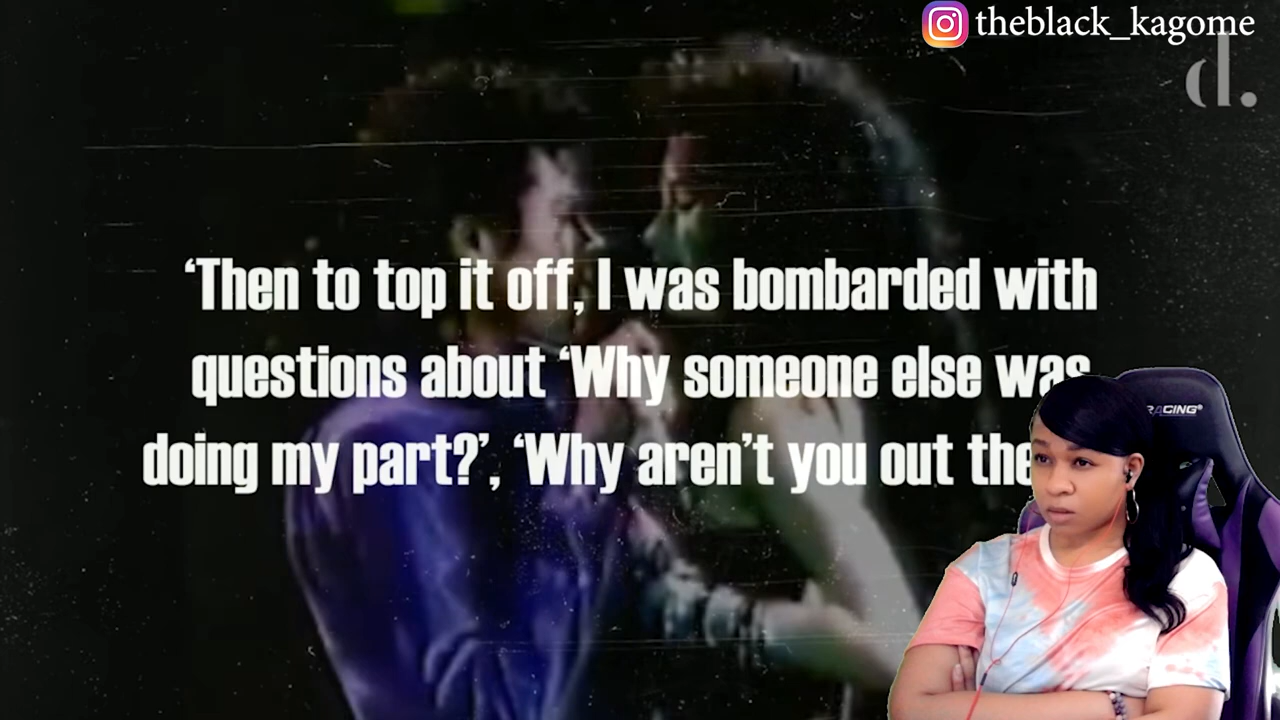 theblack_kagome
d.
‘Then to top it off, I was bombarded with
questions about ‘Why someone else was
doing my part?’, ‘Why aren’t you out the
RACING®